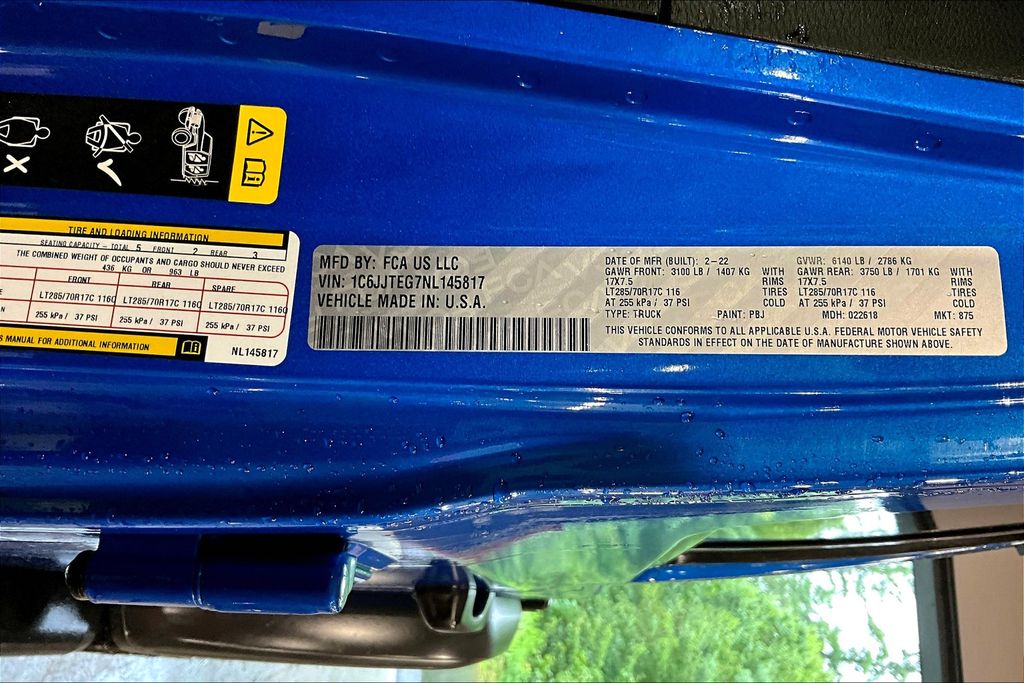 TIRE AND LOADING INFORMATION
SEATING CAPACITY - TOTAL 5 FRONT 2 REAR 3
THE COMBINED WEIGHT OF OCCUPANTS AND CARGO SHOULD NEVER EXCEED
436 KG OR 963 LB
FRONT REAR SPARE
LT285/70R17C 116Q LT285/70R17C 116Q LT285/70R17C 116Q
255 kPa / 37 PSI 255 kPa / 37 PSI 255 kPa / 37 PSI
MANUAL FOR ADDITIONAL INFORMATION
NL145817
MFD BY: FCA US LLC
VIN: 1C6JJTEG7NL145817
VEHICLE MADE IN U.S.A.
DATE OF MFR (BUILT): 2-22 GVWR: 6140 LB / 2786 KG
GAWR FRONT: 3100 LB / 1407 KG WITH GAWR REAR: 3750 LB / 1701 KG WITH
17X7.5 RIMS 17X7.5 RIMS
LT285/70R17C 116 TIRES LT285/70R17C 116 TIRES
AT 255 kPa / 37 PSI COLD AT 255 kPa / 37 PSI COLD
TYPE: TRUCK PAINT: PBJ MDH: 022618 MKT: 875
THIS VEHICLE CONFORMS TO ALL APPLICABLE U.S.A. FEDERAL MOTOR VEHICLE SAFETY
STANDARDS IN EFFECT ON THE DATE OF MANUFACTURE SHOWN ABOVE.